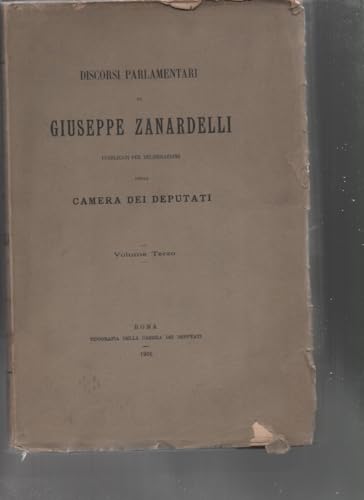 DISCORSI PARLAMENTARI
DI
GIUSEPPE ZANARDELLI
PUBBLICATI PER DELIBERAZIONE
DELLA
CAMERA DEI DEPUTATI
Volume Terzo
ROMA
TIPOGRAFIA DELLA CAMERA DEI DEPUTATI